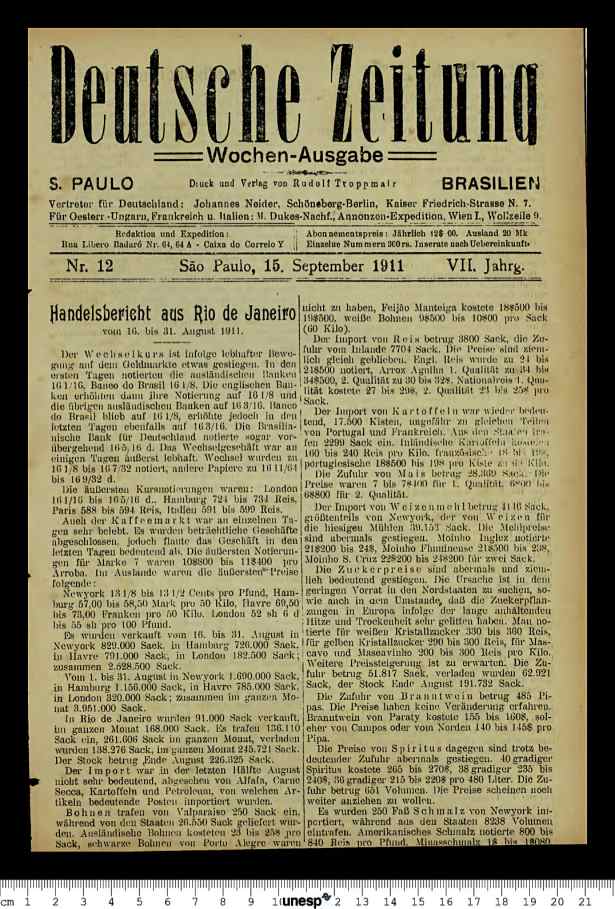 Deutsche Zeitung
Wochen-Ausgabe
S. PAULO
Druck und Verlag von Rudolf Troppmair
BRASILIEN
Vertreter für Deutschland: Johannes Neider, Schöneberg-Berlin, Kaiser Friedrich-Strasse N. 7.
Für Oesterr.-Ungarn, Frankreich u. Italien: M. Dukes-Nachf., Annonzen-Expedition, Wien I., Wollzeile 9.
Redaktion und Expedition:
Rua Libero Badaró Nr. 64, 64 A - Caixa do Correio Y
Abonnementspreis: Jährlich 12$00. Ausland 20 Mk
Einzelne Nummern 300 rs. Inserate nach Uebereinkunft
Nr. 12
São Paulo, 15. September 1911
VII. Jahrg.
Handelsbericht aus Rio de Janeiro
vom 16. bis 31. August 1911.
Der Wechselkurs ist infolge lebhafter Bewe-
gung auf dem Geldmarkte etwas gestiegen. In den
ersten Tagen notierten die ausländischen Banken
16 1/16, Banco do Brasil 16 1/8. Die englischen Ban-
ken erhöhten dann ihre Notierung auf 16 1/8 und
die übrigen ausländischen Banken auf 16 3/16. Banco
do Brasil blieb auf 16 1/8, erhöhte jedoch in den
letzten Tagen ebenfalls auf 16 3/16. Die Brasilia-
nische Bank für Deutschland notierte sogar vor-
übergehend 16 5/16 d. Das Wechselgeschäft war an
einigen Tagen äußerst lebhaft. Wechsel wurden zu
16 1/8 bis 16 7/32 notiert, andere Papiere zu 16 11/64
bis 16 9/32 d.
Die äußersten Kursnotierungen waren: London
16 1/16 bis 16 5/16 d., Hamburg 724 bis 734 Reis,
Paris 588 bis 594 Reis, Italien 591 bis 599 Reis.
Auch der Kaffeemarkt war an einzelnen Ta-
gen sehr belebt. Es wurden beträchtliche Geschäfte
abgeschlossen, jedoch flaute das Geschäft in den
letzten Tagen bedeutend ab. Die äußersten Notierun-
gen für Marke 7 waren 10$800 bis 11$400 pro
Arroba. Im Auslande waren die äußersten Preise
folgende:
Newyork 13 1/8 bis 13 1/2 Cents pro Pfund, Ham-
burg 57,00 bis 58,50 Mark pro 50 Kilo, Havre 69,50
bis 73,00 Franken pro 50 Kilo, London 52 sh 6 d
bis 55 sh pro 100 Pfund.
Es wurden verkauft vom 16. bis 31. August in
Newyork 829.000 Sack, in Hamburg 726.000 Sack,
in Havre 791.000 Sack, in London 182.500 Sack;
zusammen 2.528.500 Sack.
Vom 1. bis 31. August in Newyork 1.690.000 Sack,
in Hamburg 1.156.000 Sack, in Havre 785.000 Sack,
in London 320.000 Sack; zusammen im ganzen Mo-
nat 3.951.000 Sack.
In Rio de Janeiro wurden 91.000 Sack verkauft,
im ganzen Monat 168.000 Sack. Es trafen 136.110
Sack ein, 261.606 Sack im ganzen Monat, verladen
wurden 138.276 Sack, im ganzen Monat 245.721 Sack.
Der Stock betrug Ende August 226.325 Sack.
Der Import war in der letzten Hälfte August
nicht sehr bedeutend, abgesehen von Alfafa, Carne
Secca, Kartoffeln und Petroleum, von welchen Ar-
tikeln bedeutende Posten importiert wurden.
Bohnen trafen von Valparaiso 250 Sack ein,
während von den Staaten 26.550 Sack geliefert wur-
den. Ausländische Bohnen kosteten 23 bis 25$ pro
Sack, schwarze Bohnen von Porto Alegre waren
nicht zu haben, Feijão Manteiga kostete 18$500 bis
19$500, weiße Bohnen 9$500 bis 10$00 pro Sack
(60 Kilo).
Der Import von Reis betrug 3800 Sack, die Zu-
fuhr vom Inlande 7704 Sack. Die Preise sind ziem-
lich gleich geblieben. Engl. Reis wurde zu 24 bis
24$500 notiert, Arroz Agulha 1. Qualität zu 34 bis
34$500, 2. Qualität zu 30 bis 32$. Nationalreis 1. Qua-
lität kostete 27 bis 29$, 2. Qualität 23 bis 25$ pro
Sack.
Der Import von Kartoffeln war wieder bedeu-
tend, 17.500 Kisten, ungefähr zu gleichen Teilen
von Portugal und Frankreich. Aus den Staaten tra-
fen 2299 Sack ein. Inländische Kartoffeln kosteten
160 bis 240 Reis pro Kilo, französische 18 bis
portugiesische 18$500 bis 19$ pro Kiste zu Kilo.
Die Zufuhr von Mais betrug 28.309 Sack. Die
Preise waren 7 bis 7$400 für 1. Qualität, 6$600 bis
6$800 für 2. Qualität.
Der Import von Weizenmehl betrug 4146 Sack,
größtenteils von Newyork, der von Weizen für
die hiesigen Mühlen 39.153 Sack. Die Mehlpreise
sind abermals gestiegen. Moinho Inglez notierte
21$200 bis 24$, Moinho Fluminense 21$500 bis 23$,
Moinho S. Cruz 22$200 bis 24$200 für zwei Sack.
Die Zuckerpreise sind abermals und ziem-
lich bedeutend gestiegen. Die Ursache ist in dem
geringen Vorrat in den Nordstaaten zu suchen, so-
wie auch in dem Umstande, daß die Zuckerpflan-
zungen in Europa infolge der lange anhaltenden
Hitze und Trockenheit sehr gelitten haben. Man no-
tierte für weißen Kristallzucker 330 bis 360 Reis,
für gelben Kristallzucker 290 bis 300 Reis, für Mas-
cavo und Mascavinho 200 bis 300 Reis pro Kilo.
Weitere Preissteigerung ist zu erwarten. Die Zu-
fuhr betrug 51.817 Sack, verladen wurden 62.921
Sack, der Stock Ende August 191.732 Sack.
Die Zufuhr von Branntwein betrug 485 Pi-
pas. Die Preise haben keine Veränderung erfahren.
Branntwein von Paraty kostete 155 bis 160$, sol-
cher von Campos oder vom Norden 140 bis 145$ pro
Pipa.
Die Preise von Spiritus dagegen sind trotz be-
deutender Zufuhr abermals gestiegen. 40 gradiger
Spiritus kostete 265 bis 270$, 38 gradiger 235 bis
240$, 36 gradiger 215 bis 220$ pro 480 Liter. Die Zu-
fuhr betrug 651 Volumen. Die Preise scheinen noch
weiter anziehen zu wollen.
Es wurden 250 Faß Schmalz von Newyork im-
portiert, während aus den Staaten 8238 Volumen
eintrafen. Amerikanisches Schmalz notierte 800 bis
840 Reis pro Pfund, Minasschmalz 1$ bis 1$080
cm 1 2 3 4 5 6 7 8 9 10 unesp 2 13 14 15 16 17 18 19 20 21